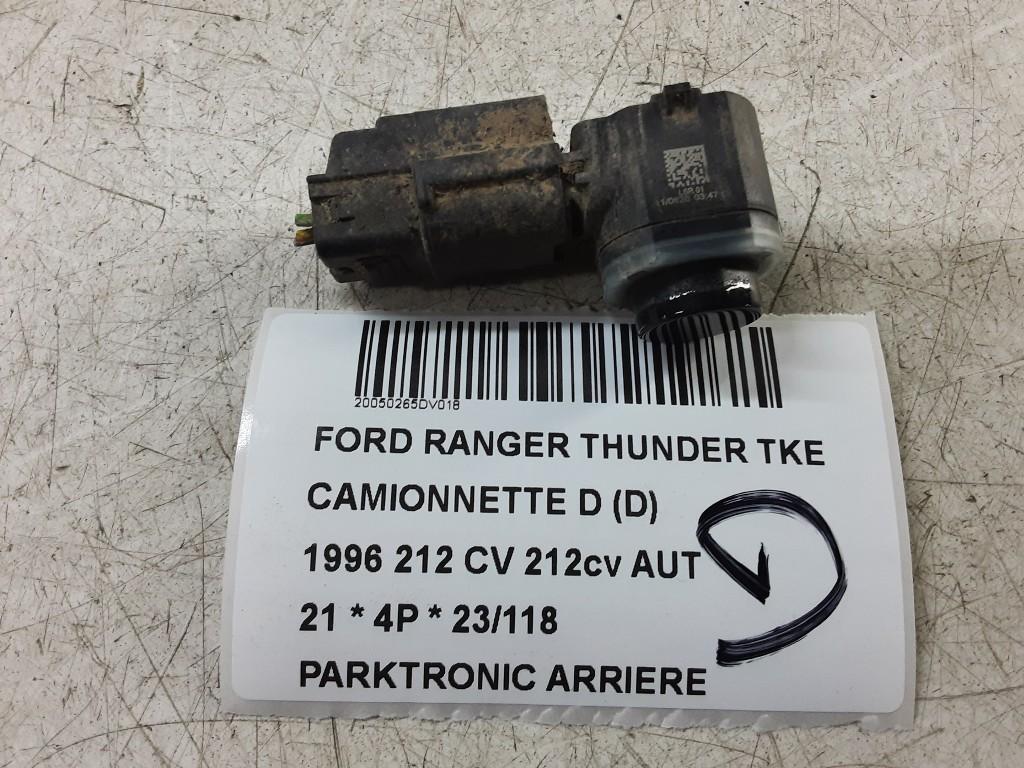 20050265DV018
FORD RANGER THUNDER TKE
CAMIONNETTE D (D)
1996 212 CV 212cv AUT
21 * 4P * 23/118
PARKTRONIC ARRIERE